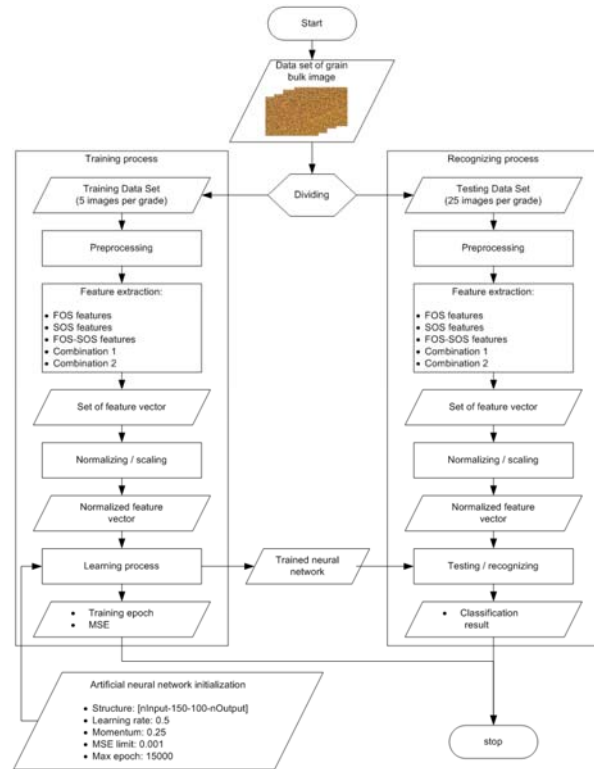 Start
Data set of grain
bulk image
Training process
Recognizing process
Training Data Set
(5 images per grade)
Dividing
Testing Data Set
(25 images per grade)
Preprocessing
Preprocessing
Feature extraction:
• FOS features
• SOS features
• FOS-SOS features
• Combination 1
• Combination 2
Feature extraction:
• FOS features
• SOS features
• FOS-SOS features
• Combination 1
• Combination 2
Set of feature vector
Set of feature vector
Normalizing / scaling
Normalizing / scaling
Normalized feature
vector
Normalized feature
vector
Learning process
Trained neural
network
Testing / recognizing
• Training epoch
• MSE
• Classification
result
Artificial neural network initialization
• Structure: [nInput-150-100-nOutput]
• Learning rate: 0.5
• Momentum: 0.25
• MSE limit: 0.001
• Max epoch: 15000
stop